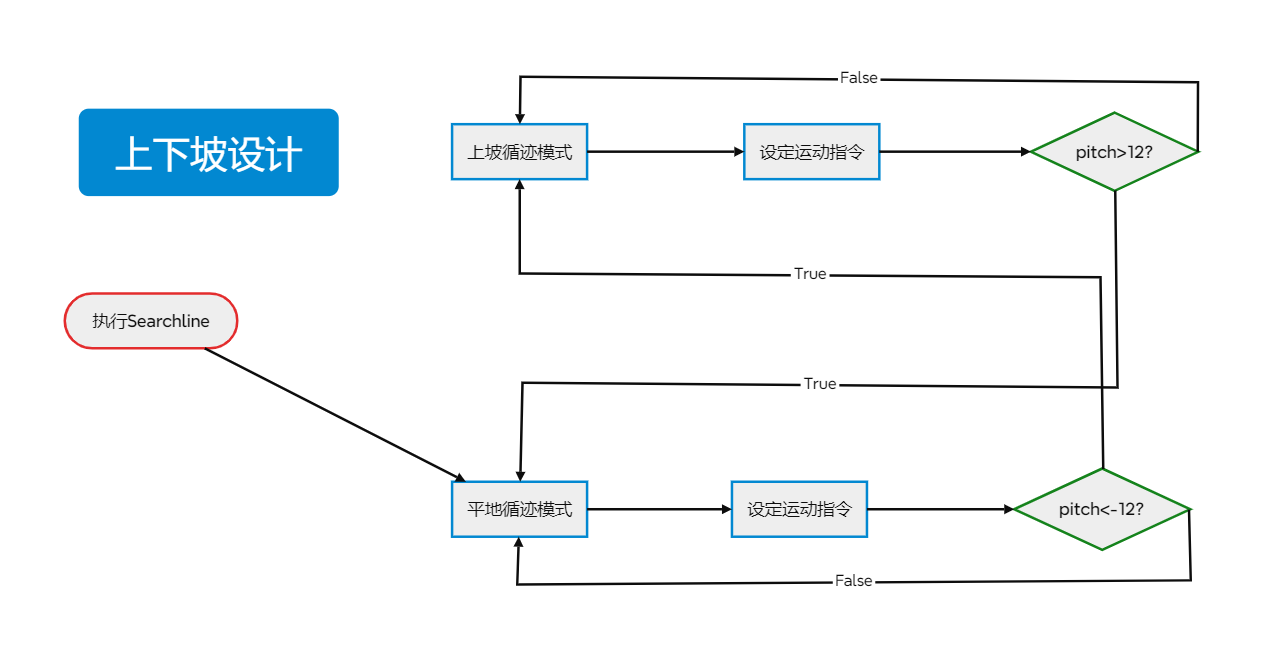 上下坡设计
False
上坡循迹模式
设定运动指令
pitch>12?
True
执行Searchline
True
平地循迹模式
设定运动指令
pitch<-12?
False